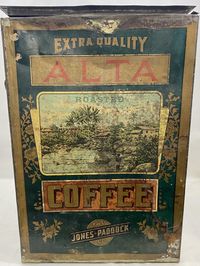 EXTRA QUALITY
ALTA
ROASTED
COFFEE
JONES-PADDOCK